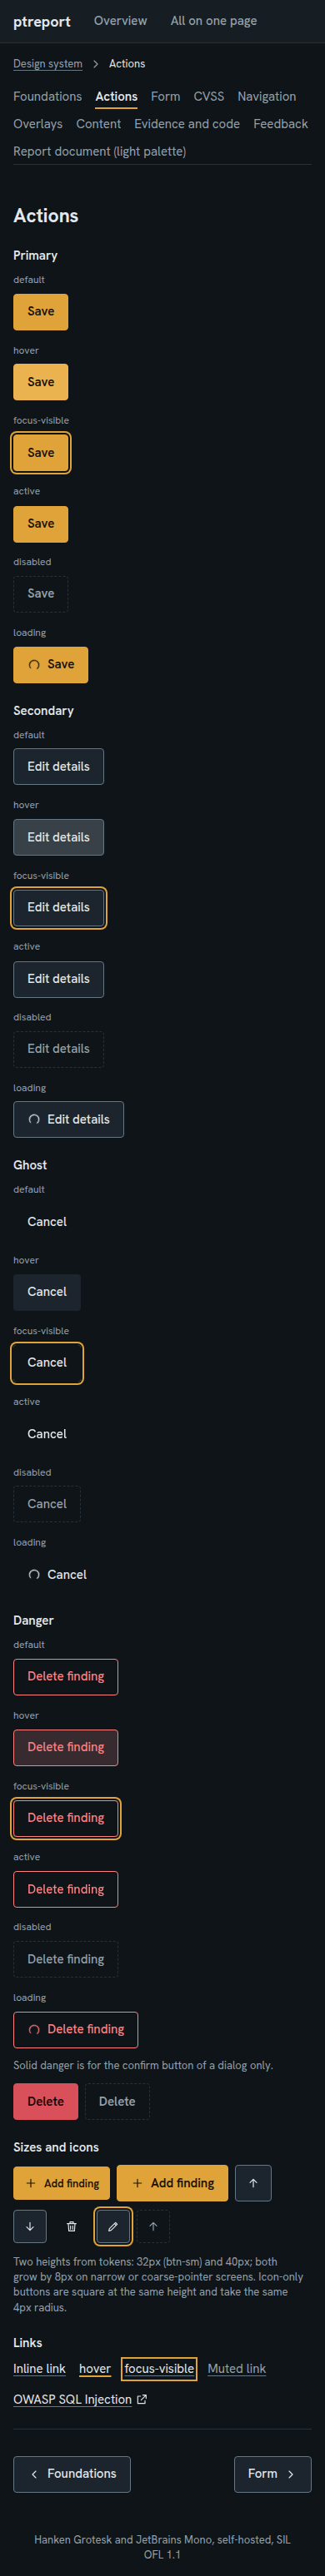 ptreport Overview All on one page
Design system Actions
Foundations Actions Form CVSS Navigation
Overlays Content Evidence and code Feedback
Report document (light palette)
Actions
Primary
default
Save
hover
Save
focus-visible
Save
active
Save
disabled
Save
loading
Save
Secondary
default
Edit details
hover
Edit details
focus-visible
Edit details
active
Edit details
disabled
Edit details
loading
Edit details
Ghost
default
Cancel
hover
Cancel
focus-visible
Cancel
active
Cancel
disabled
Cancel
loading
Cancel
Danger
default
Delete finding
hover
Delete finding
focus-visible
Delete finding
active
Delete finding
disabled
Delete finding
loading
Delete finding
Solid danger is for the confirm button of a dialog only.
Delete Delete
Sizes and icons
Add finding Add finding
Two heights from tokens: 32px (btn-sm) and 40px; both
grow by 8px on narrow or coarse-pointer screens. Icon-only
buttons are square at the same height and take the same
4px radius.
Links
Inline link hover focus-visible Muted link
OWASP SQL Injection
Foundations Form
Hanken Grotesk and JetBrains Mono, self-hosted, SIL
OFL 1.1